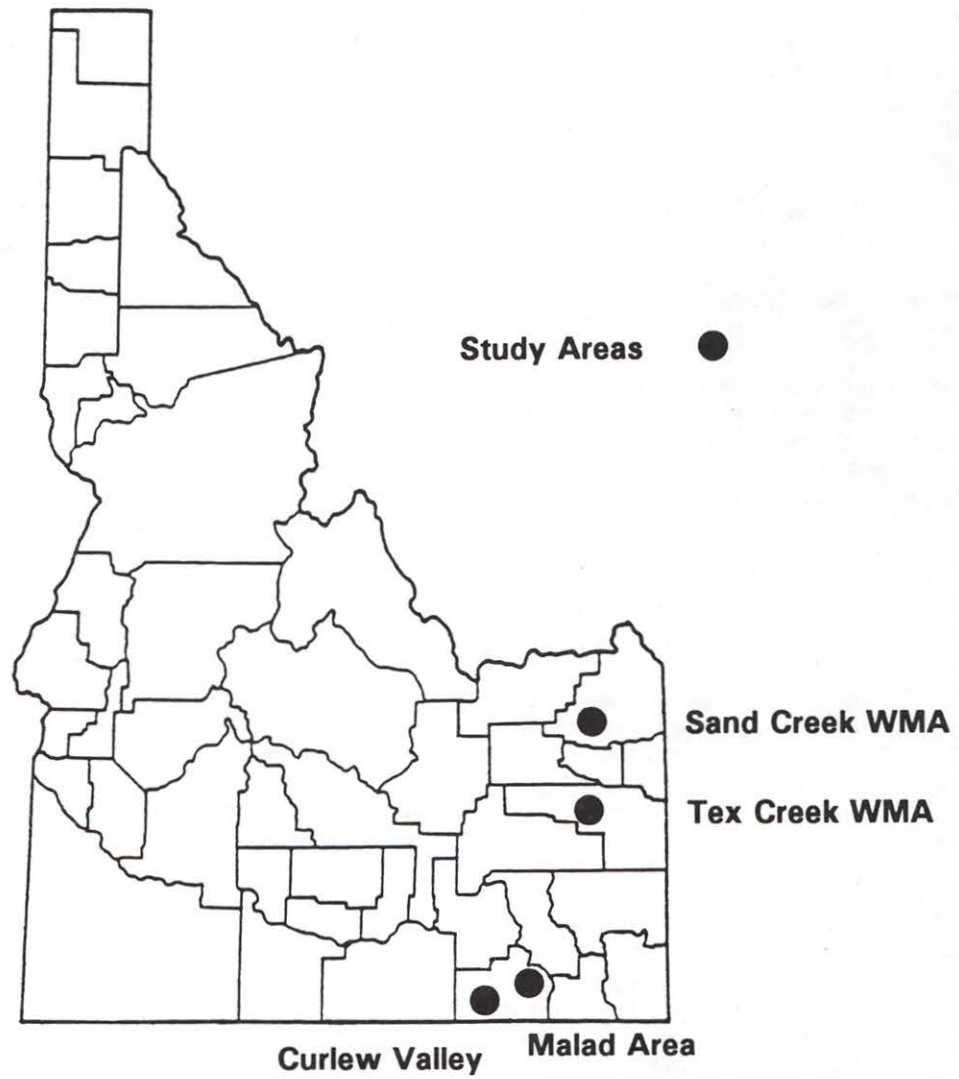 Study Areas
Sand Creek WMA
Tex Creek WMA
Curlew Valley
Malad Area